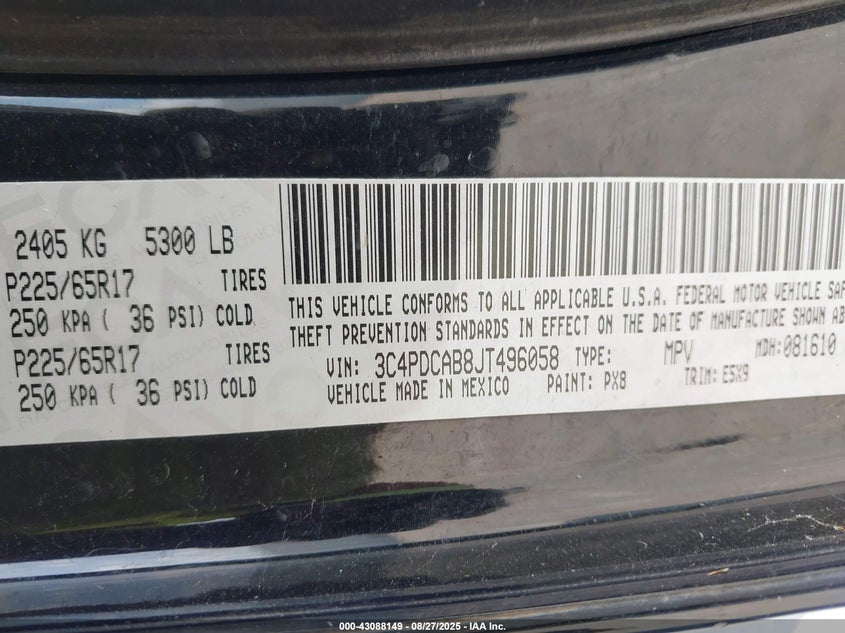 2405 KG 5300 LB
P225/65R17 TIRES
250 KPA ( 36 PSI) COLD
P225/65R17 TIRES
250 KPA ( 36 PSI) COLD
THIS VEHICLE CONFORMS TO ALL APPLICABLE U.S.A. FEDERAL MOTOR VEHICLE SAF
THEFT PREVENTION STANDARDS IN EFFECT ON THE DATE OF MANUFACTURE SHOWN AB
VIN: 3C4PDCAB8JT496058 TYPE: MPV MDH:081610
VEHICLE MADE IN MEXICO PAINT: PX8 TRIM: E5X9
000-43088149 - 08/27/2025 - IAA Inc.